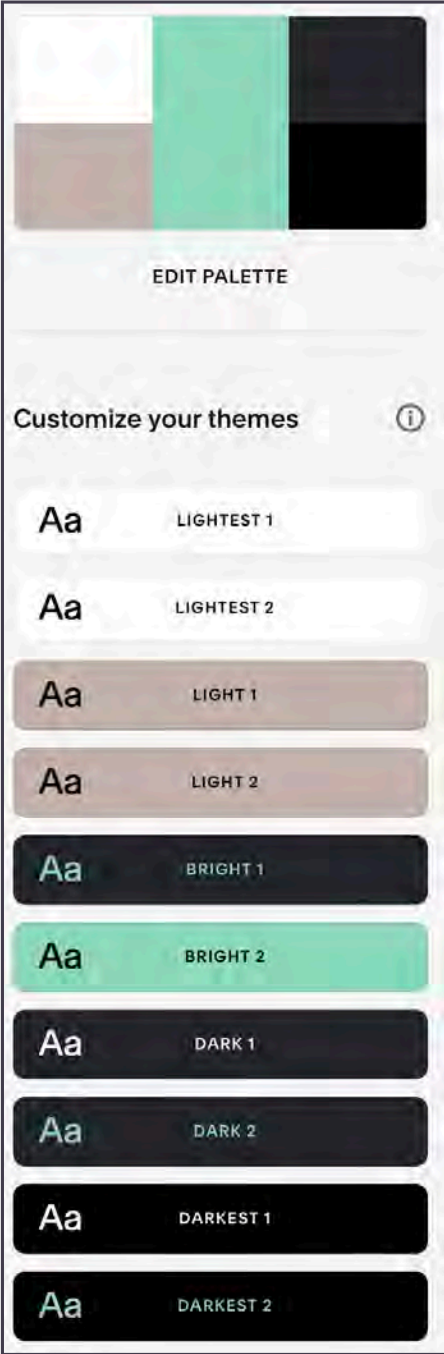 EDIT PALETTE
Customize your themes
Aa LIGHTEST 1
Aa LIGHTEST 2
Aa LIGHT 1
Aa LIGHT 2
Aa BRIGHT 1
Aa BRIGHT 2
Aa DARK 1
Aa DARK 2
Aa DARKEST 1
Aa DARKEST 2